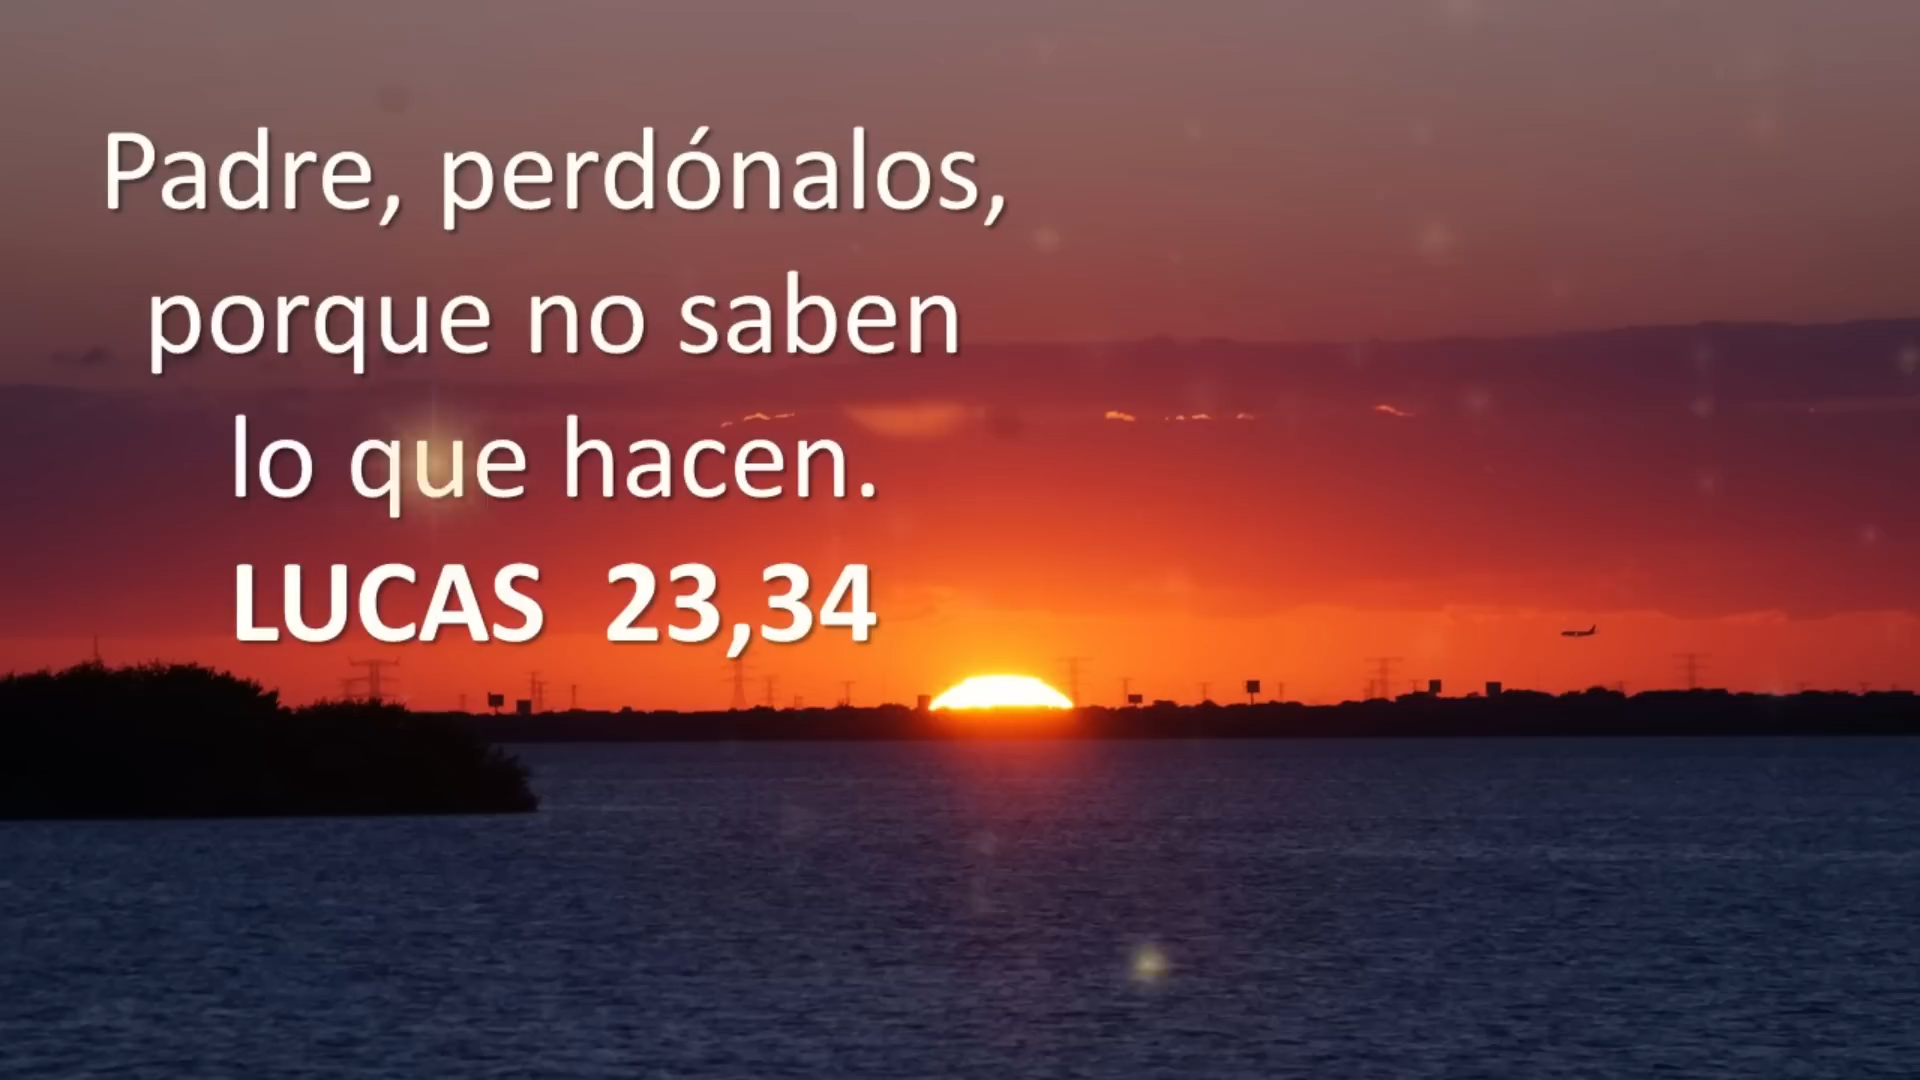 Padre, perdónalos,
porque no saben
lo que hacen.
LUCAS 23,34